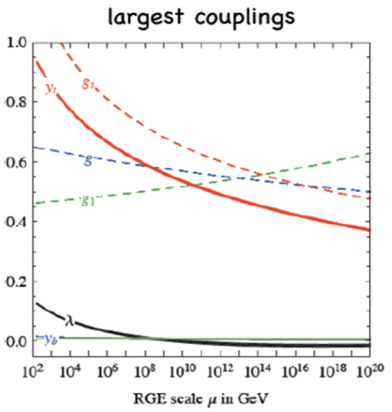 largest couplings
1.0
0.8
0.6
0.4
0.2
0.0
y_t
g_s
g
g_1
λ
y_b
10^2 10^4 10^6 10^8 10^10 10^12 10^14 10^16 10^18 10^20
RGE scale μ in GeV